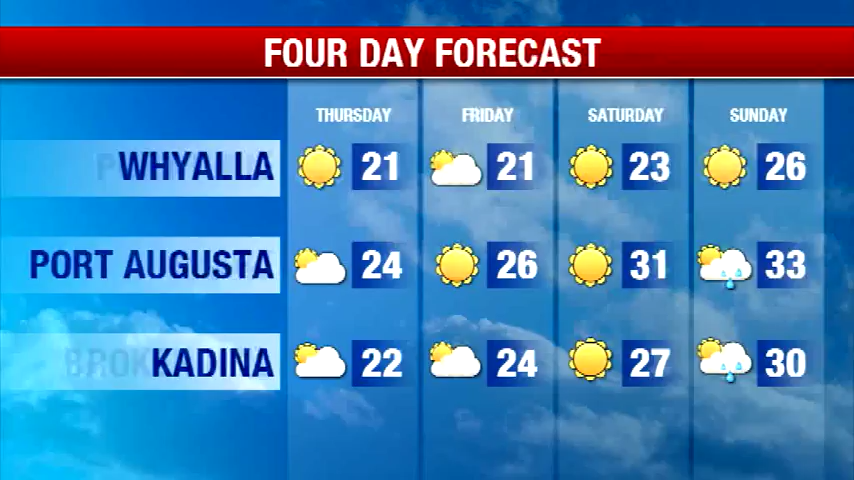 FOUR DAY FORECAST
THURSDAY FRIDAY SATURDAY SUNDAY
WHYALLA 21 21 23 26
PORT AUGUSTA 24 26 31 33
KADINA 22 24 27 30